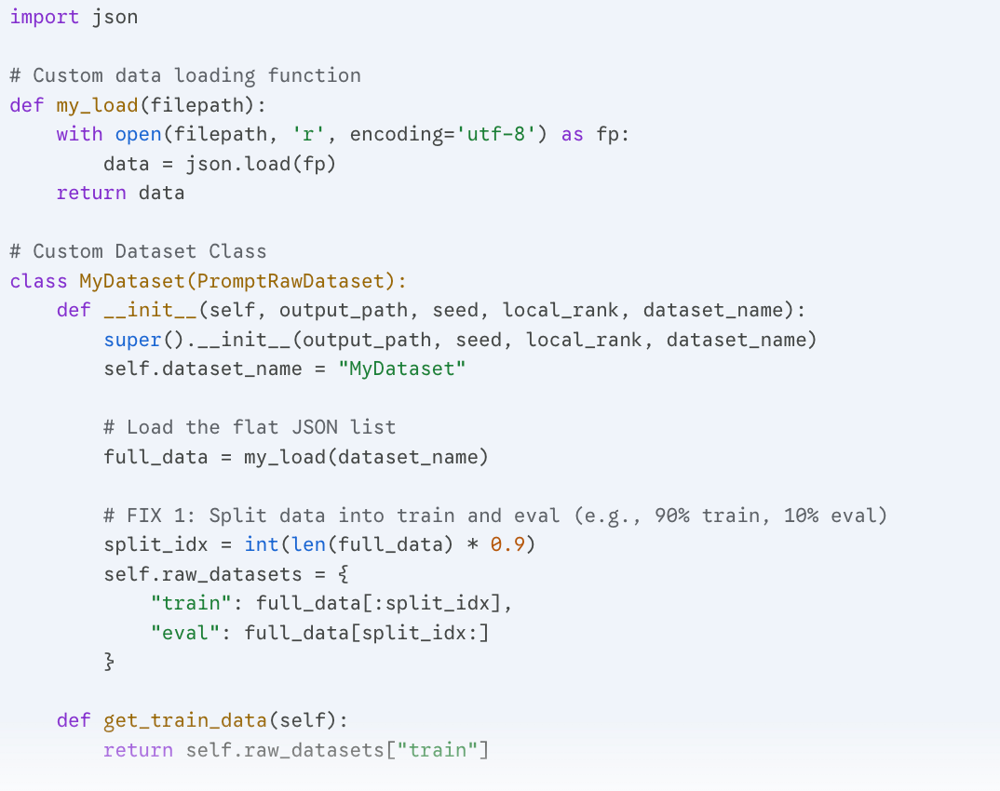 import json

# Custom data loading function
def my_load(filepath):
    with open(filepath, 'r', encoding='utf-8') as fp:
        data = json.load(fp)
    return data

# Custom Dataset Class
class MyDataset(PromptRawDataset):
    def __init__(self, output_path, seed, local_rank, dataset_name):
        super().__init__(output_path, seed, local_rank, dataset_name)
        self.dataset_name = "MyDataset"

        # Load the flat JSON list
        full_data = my_load(dataset_name)

        # FIX 1: Split data into train and eval (e.g., 90% train, 10% eval)
        split_idx = int(len(full_data) * 0.9)
        self.raw_datasets = {
            "train": full_data[:split_idx],
            "eval": full_data[split_idx:]
        }

    def get_train_data(self):
        return self.raw_datasets["train"]